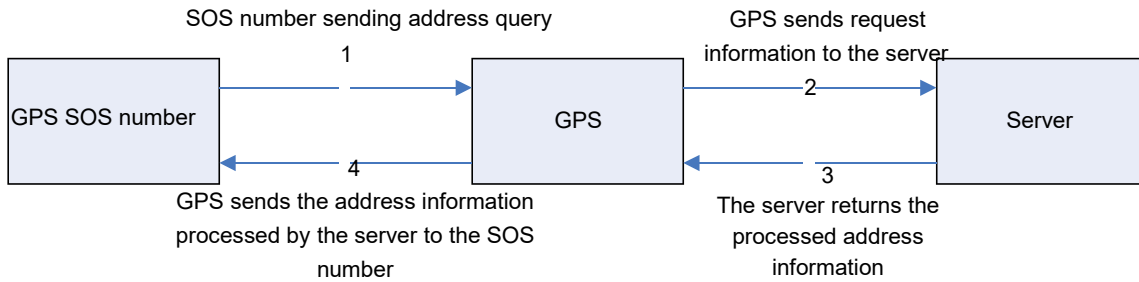 SOS number sending address query
1
GPS sends request
information to the server
2
GPS SOS number
GPS
Server
4
GPS sends the address information
processed by the server to the SOS
number
3
The server returns the
processed address
information